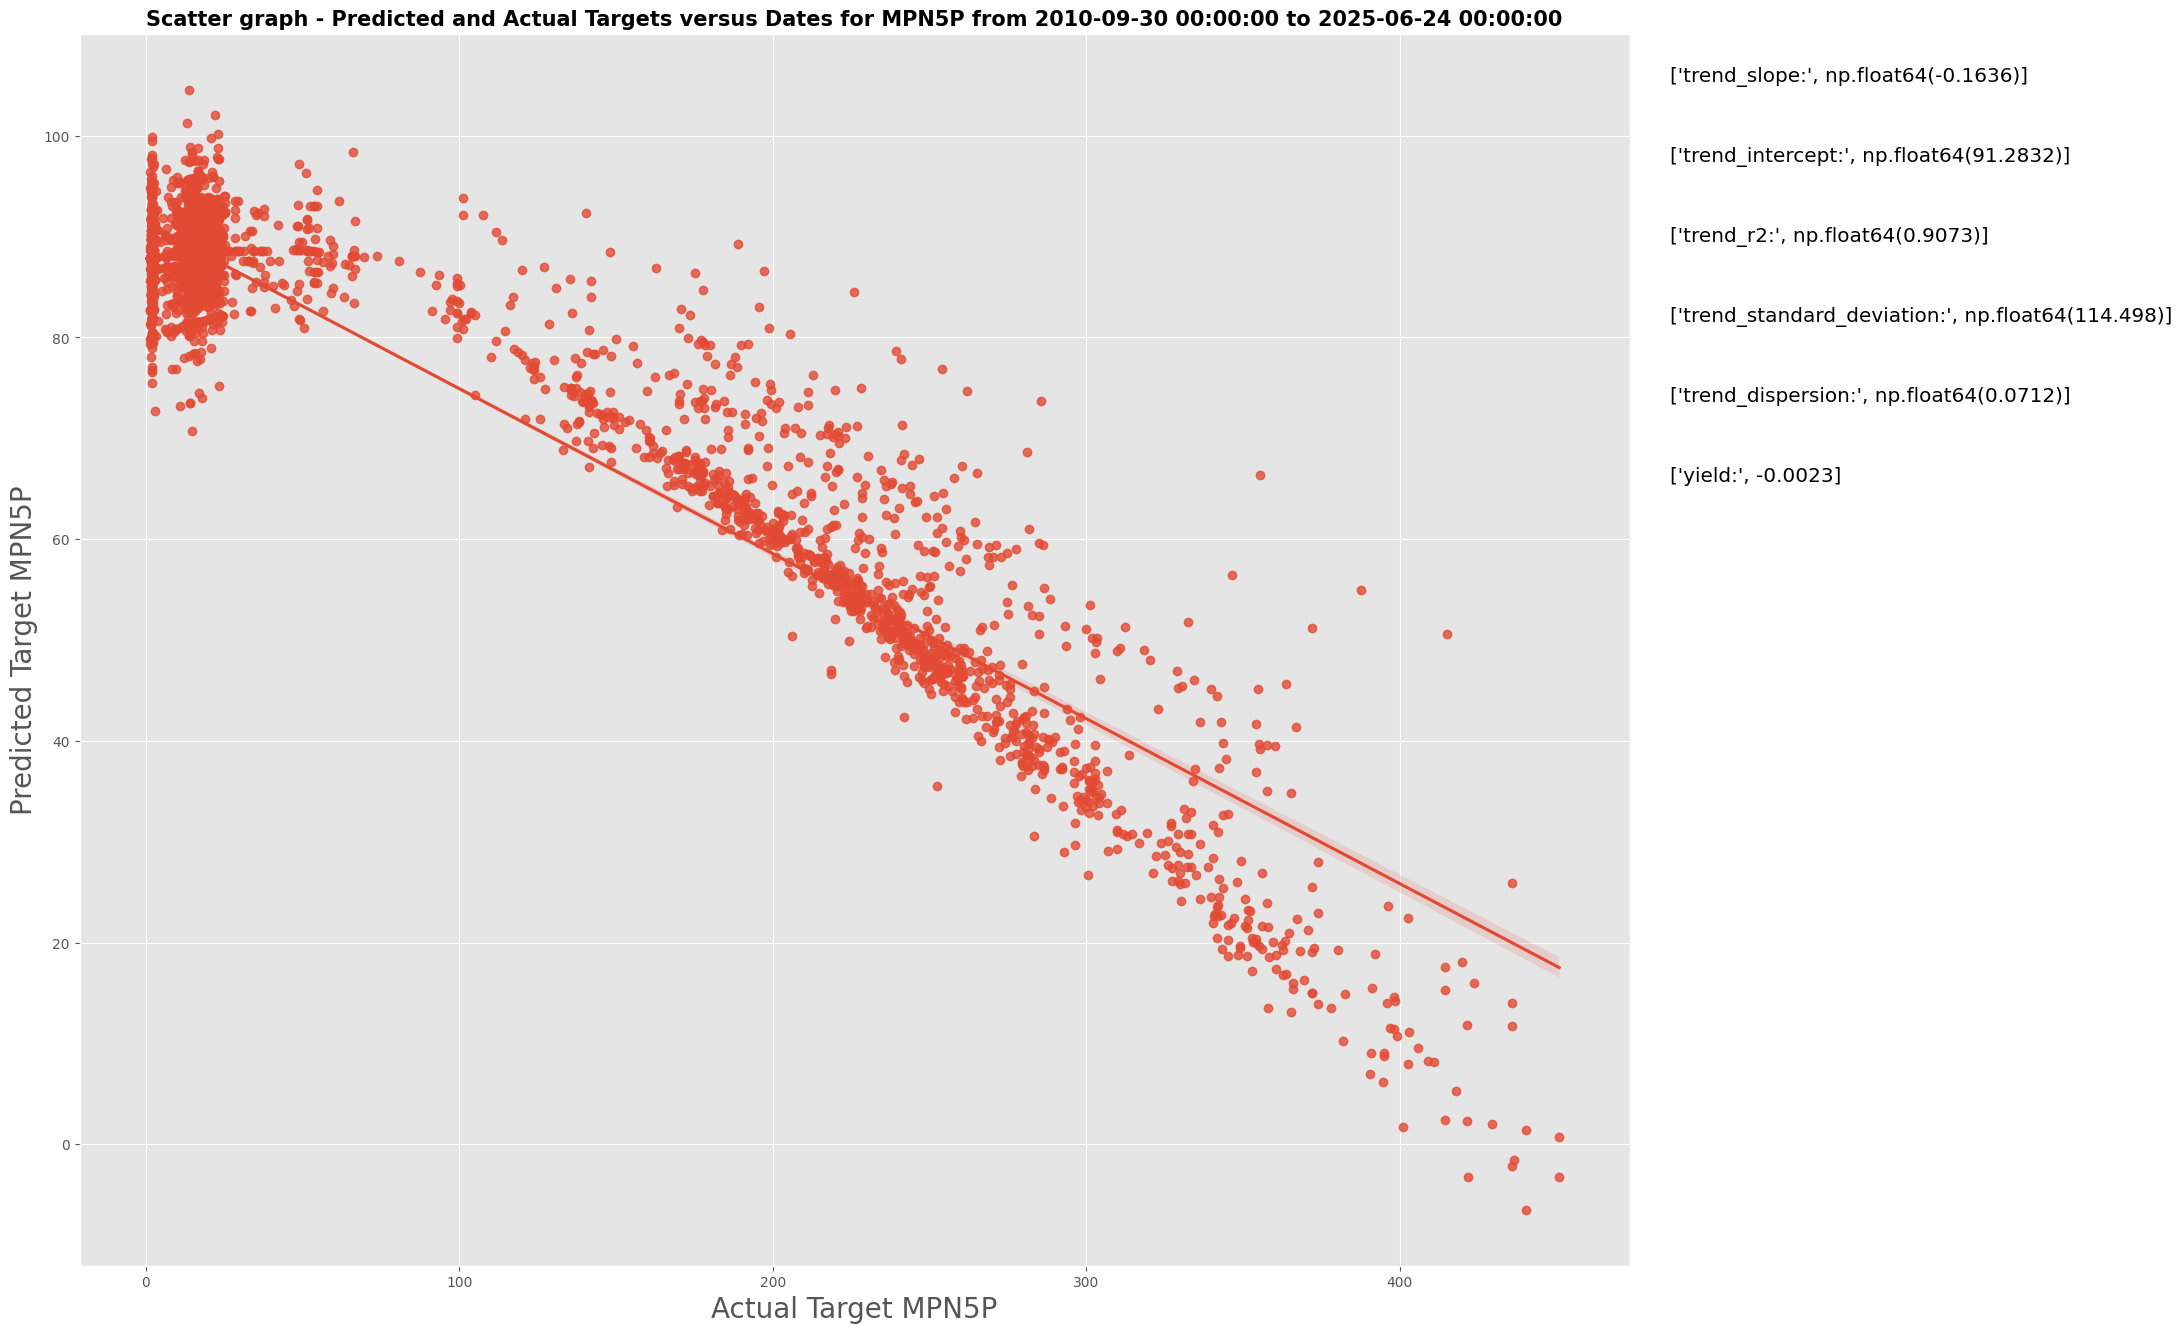 Scatter graph - Predicted and Actual Targets versus Dates for MPN5P from 2010-09-30 00:00:00 to 2025-06-24 00:00:00
['trend_slope:', np.float64(-0.1636)]
['trend_intercept:', np.float64(91.2832)]
['trend_r2:', np.float64(0.9073)]
['trend_standard_deviation:', np.float64(114.498)]
['trend_dispersion:', np.float64(0.0712)]
['yield:', -0.0023]
Predicted Target MPN5P
100
80
60
40
20
0
0 100 200 300 400
Actual Target MPN5P